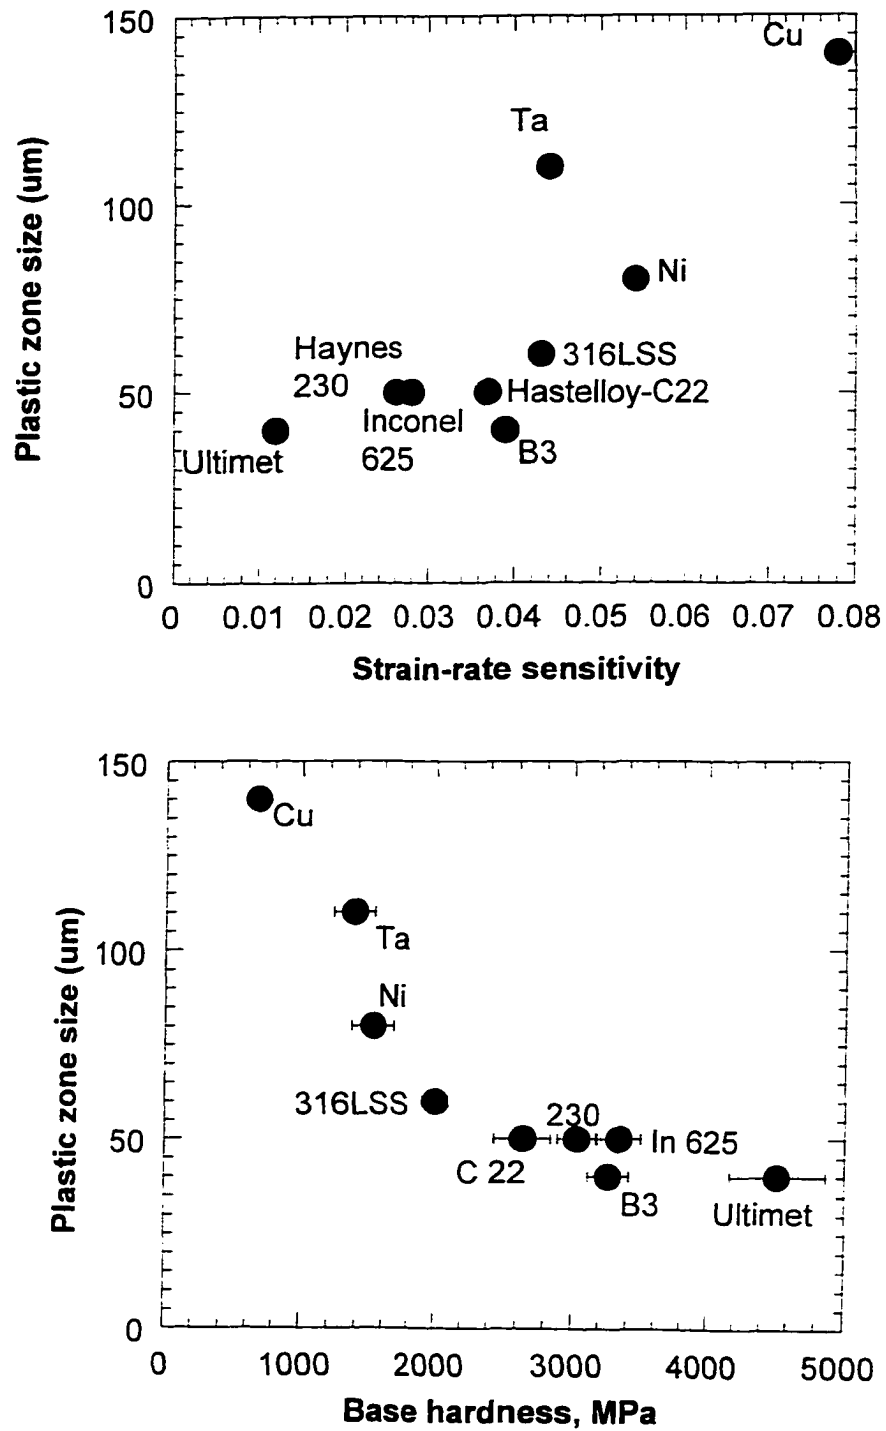 150
Cu
Ta
100
Ni
Haynes
230
316LSS
50
Hastelloy-C22
Inconel
625
B3
Ultimet
0
Plastic zone size (um)
0 0.01 0.02 0.03 0.04 0.05 0.06 0.07 0.08
Strain-rate sensitivity
150
Cu
100
Ta
Ni
316LSS
230
50
In 625
C 22
B3
Ultimet
0
Plastic zone size (um)
0 1000 2000 3000 4000 5000
Base hardness, MPa